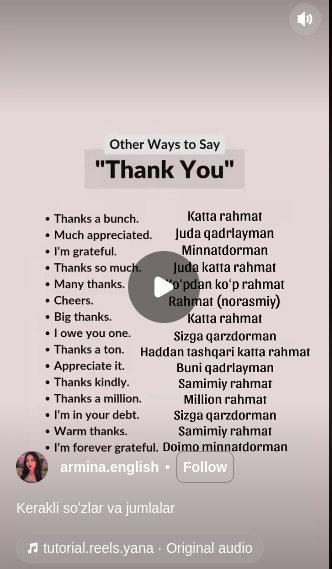 Other Ways to Say
"Thank You"
• Thanks a bunch. Katta rahmat
• Much appreciated. Juda qadrlayman
• I'm grateful. Minnatdorman
• Thanks so much. Juda katta rahmat
• Many thanks. Ko'pdan ko'p rahmat
• Cheers. Rahmat (norasmiy)
• Big thanks. Katta rahmat
• I owe you one. Sizga qarzdorman
• Thanks a ton. Haddan tashqari katta rahmat
• Appreciate it. Buni qadrlayman
• Thanks kindly. Samimiy rahmat
• Thanks a million. Million rahmat
• I'm in your debt. Sizga qarzdorman
• Warm thanks. Samimiy rahmat
• I'm forever grateful. Doimo minnatdorman
armina.english • Follow
Kerakli so'zlar va jumlalar
tutorial.reels.yana · Original audio